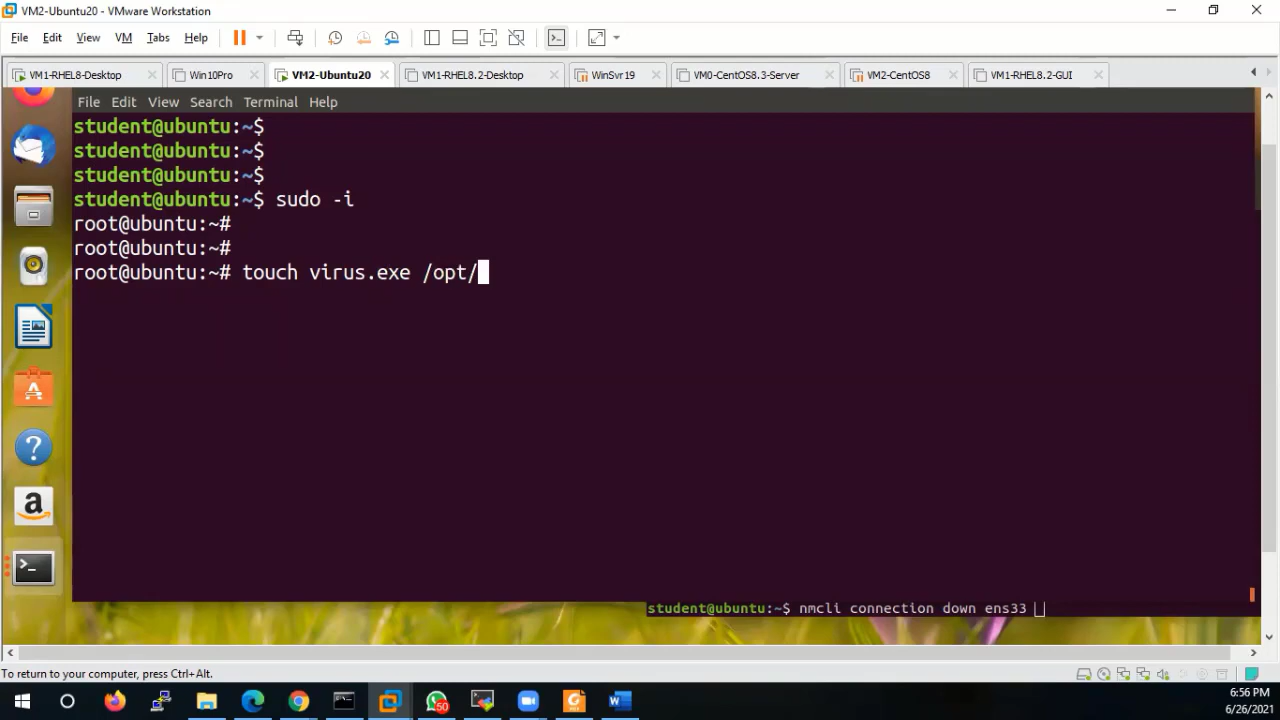 VM2-Ubuntu20 - VMware Workstation
File Edit View VM Tabs Help
VM1-RHEL8-Desktop Win10Pro VM2-Ubuntu20 VM1-RHEL8.2-Desktop WinSvr19 VM0-CentOS8.3-Server VM2-CentOS8 VM1-RHEL8.2-GUI
File Edit View Search Terminal Help
student@ubuntu:~$
student@ubuntu:~$
student@ubuntu:~$
student@ubuntu:~$ sudo -i
root@ubuntu:~#
root@ubuntu:~#
root@ubuntu:~# touch virus.exe /opt/
student@ubuntu:~$ nmcli connection down ens33
To return to your computer, press Ctrl+Alt.
50
6:56 PM
6/26/2021